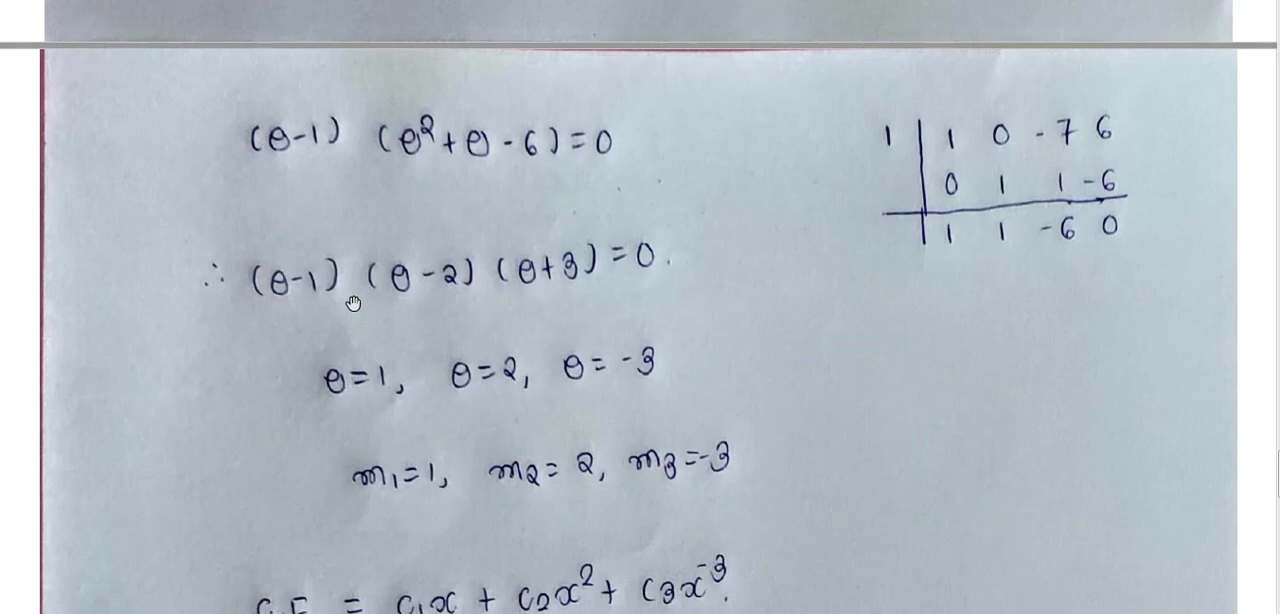 (θ-1) (θ²+θ-6)=0
∴ (θ-1) (θ-2) (θ+3)=0.
θ=1, θ=2, θ=-3
m₁=1, m₂=2, m₃=-3
C.F = c₁x + c₂x² + c₃x⁻³.
1 | 1 0 -7 6
0 1 1 -6
1 1 -6 0